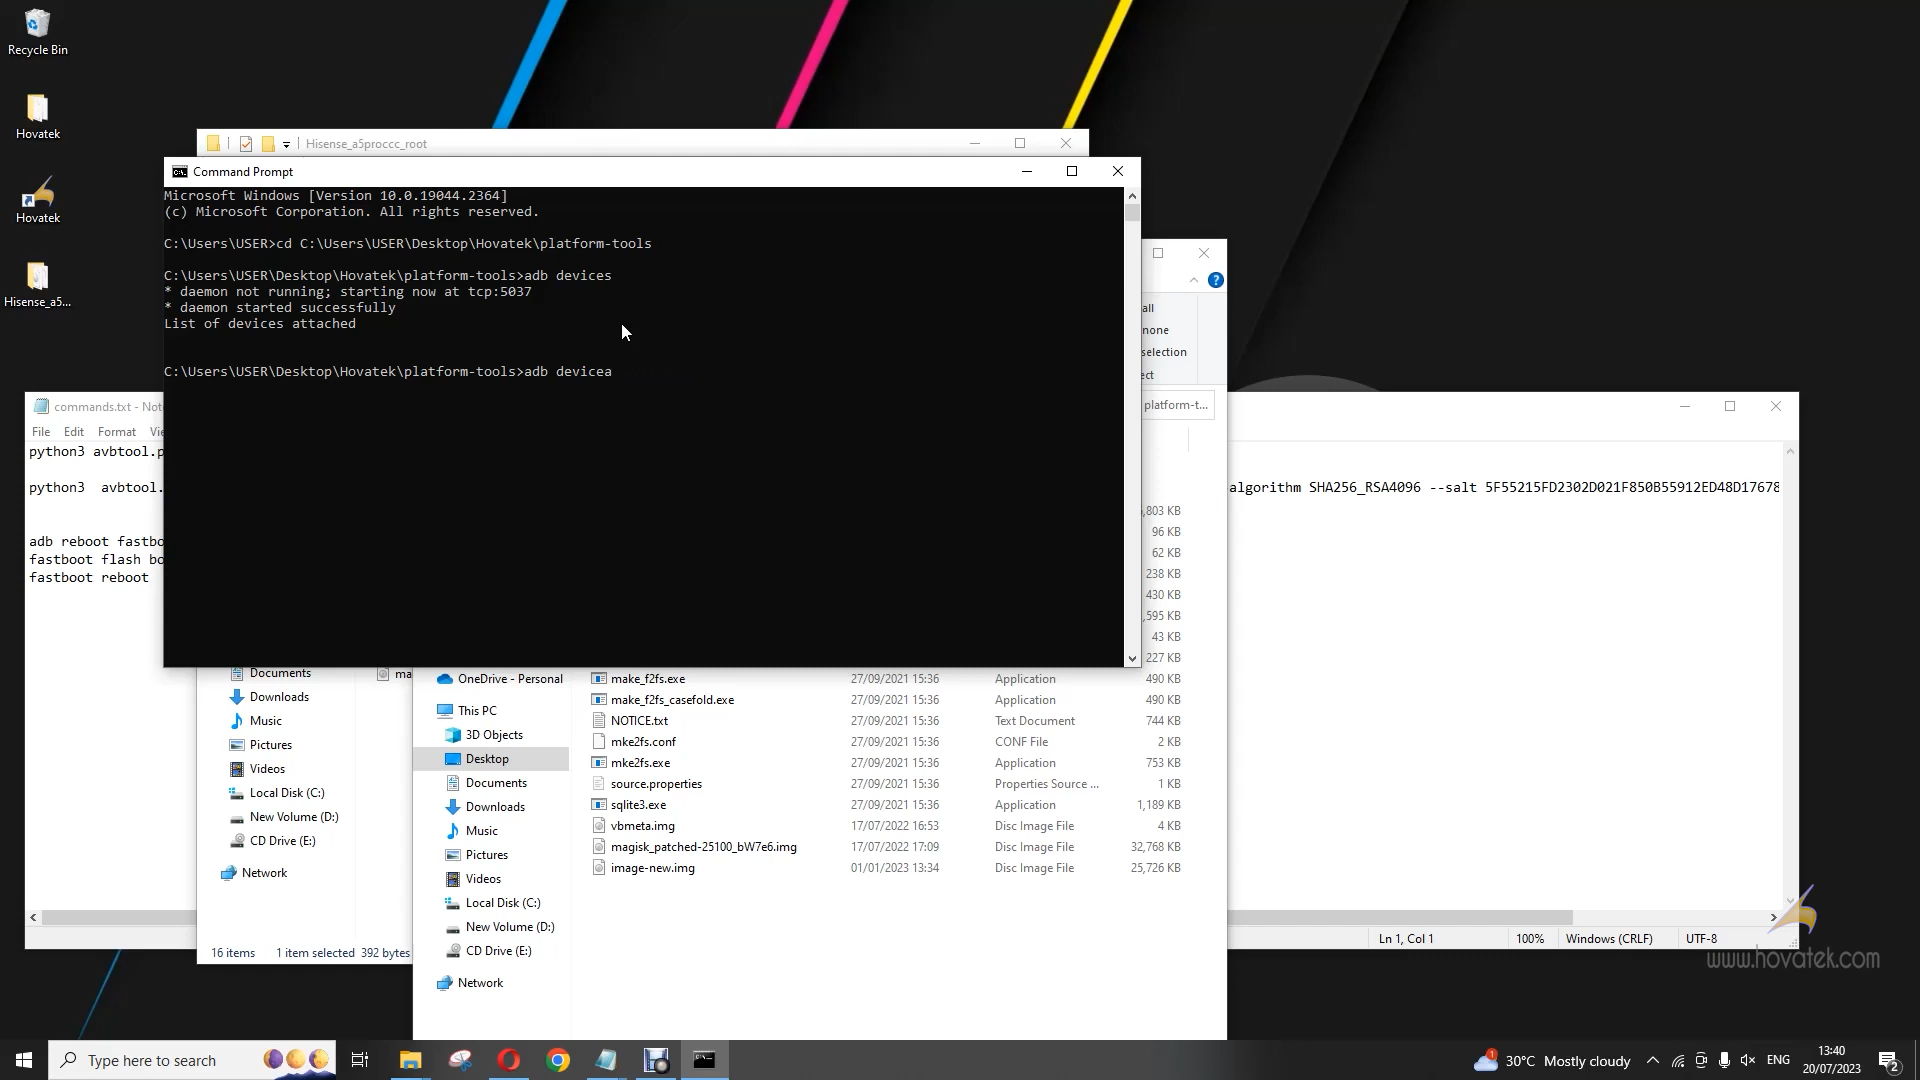 Recycle Bin
Hovatek
Hovatek
Hisense_a5...
Hisense_a5proccc_root
Command Prompt
Microsoft Windows [Version 10.0.19044.2364]
(c) Microsoft Corporation. All rights reserved.
C:\Users\USER>cd C:\Users\USER\Desktop\Hovatek\platform-tools
C:\Users\USER\Desktop\Hovatek\platform-tools>adb devices
* daemon not running; starting now at tcp:5037
* daemon started successfully
List of devices attached
C:\Users\USER\Desktop\Hovatek\platform-tools>adb devicea
all
none
selection
ect
platform-t...
commands.txt - Not
File Edit Format Vie
python3 avbtool.p
python3 avbtool.
algorithm SHA256_RSA4096 --salt 5F55215FD2302D021F850B55912ED48D17678
adb reboot fastbo
fastboot flash bo
fastboot reboot
,803 KB
96 KB
62 KB
238 KB
430 KB
,595 KB
43 KB
227 KB
Documents
Downloads
Music
Pictures
Videos
Local Disk (C:)
New Volume (D:)
CD Drive (E:)
Network
16 items 1 item selected 392 bytes
ma
OneDrive - Personal
This PC
3D Objects
Desktop
Documents
Downloads
Music
Pictures
Videos
Local Disk (C:)
New Volume (D:)
CD Drive (E:)
Network
make_f2fs.exe 27/09/2021 15:36 Application 490 KB
make_f2fs_casefold.exe 27/09/2021 15:36 Application 490 KB
NOTICE.txt 27/09/2021 15:36 Text Document 744 KB
mke2fs.conf 27/09/2021 15:36 CONF File 2 KB
mke2fs.exe 27/09/2021 15:36 Application 753 KB
source.properties 27/09/2021 15:36 Properties Source ... 1 KB
sqlite3.exe 27/09/2021 15:36 Application 1,189 KB
vbmeta.img 17/07/2022 16:53 Disc Image File 4 KB
magisk_patched-25100_bW7e6.img 17/07/2022 17:09 Disc Image File 32,768 KB
image-new.img 01/01/2023 13:34 Disc Image File 25,726 KB
Ln 1, Col 1 100% Windows (CRLF) UTF-8
www.hovatek.com
Type here to search
1 30°C Mostly cloudy ENG 13:40
20/07/2023
2